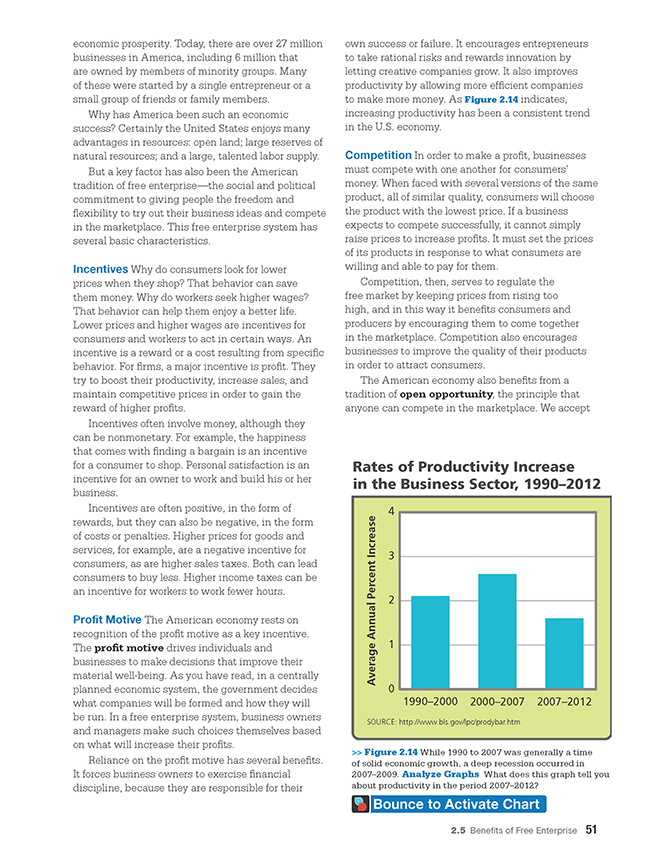 economic prosperity. Today, there are over 27 million
businesses in America, including 6 million that
are owned by members of minority groups. Many
of these were started by a single entrepreneur or a
small group of friends or family members.
Why has America been such an economic
success? Certainly the United States enjoys many
advantages in resources: open land; large reserves of
natural resources; and a large, talented labor supply.
But a key factor has also been the American
tradition of free enterprise—the social and political
commitment to giving people the freedom and
flexibility to try out their business ideas and compete
in the marketplace. This free enterprise system has
several basic characteristics.
Incentives Why do consumers look for lower
prices when they shop? That behavior can save
them money. Why do workers seek higher wages?
That behavior can help them enjoy a better life.
Lower prices and higher wages are incentives for
consumers and workers to act in certain ways. An
incentive is a reward or a cost resulting from specific
behavior. For firms, a major incentive is profit. They
try to boost their productivity, increase sales, and
maintain competitive prices in order to gain the
reward of higher profits.
Incentives often involve money, although they
can be nonmonetary. For example, the happiness
that comes with finding a bargain is an incentive
for a consumer to shop. Personal satisfaction is an
incentive for an owner to work and build his or her
business.
Incentives are often positive, in the form of
rewards, but they can also be negative, in the form
of costs or penalties. Higher prices for goods and
services, for example, are a negative incentive for
consumers, as are higher sales taxes. Both can lead
consumers to buy less. Higher income taxes can be
an incentive for workers to work fewer hours.
Profit Motive The American economy rests on
recognition of the profit motive as a key incentive.
The profit motive drives individuals and
businesses to make decisions that improve their
material well-being. As you have read, in a centrally
planned economic system, the government decides
what companies will be formed and how they will
be run. In a free enterprise system, business owners
and managers make such choices themselves based
on what will increase their profits.
Reliance on the profit motive has several benefits.
It forces business owners to exercise financial
discipline, because they are responsible for their
own success or failure. It encourages entrepreneurs
to take rational risks and rewards innovation by
letting creative companies grow. It also improves
productivity by allowing more efficient companies
to make more money. As Figure 2.14 indicates,
increasing productivity has been a consistent trend
in the U.S. economy.
Competition In order to make a profit, businesses
must compete with one another for consumers'
money. When faced with several versions of the same
product, all of similar quality, consumers will choose
the product with the lowest price. If a business
expects to compete successfully, it cannot simply
raise prices to increase profits. It must set the prices
of its products in response to what consumers are
willing and able to pay for them.
Competition, then, serves to regulate the
free market by keeping prices from rising too
high, and in this way it benefits consumers and
producers by encouraging them to come together
in the marketplace. Competition also encourages
businesses to improve the quality of their products
in order to attract consumers.
The American economy also benefits from a
tradition of open opportunity, the principle that
anyone can compete in the marketplace. We accept
Rates of Productivity Increase
in the Business Sector, 1990–2012
Average Annual Percent Increase
4
3
2
1
0
1990–2000 2000–2007 2007–2012
SOURCE: http://www.bls.gov/lpc/prodybar.htm
>> Figure 2.14 While 1990 to 2007 was generally a time
of solid economic growth, a deep recession occurred in
2007–2009. Analyze Graphs What does this graph tell you
about productivity in the period 2007–2012?
Bounce to Activate Chart
2.5 Benefits of Free Enterprise 51